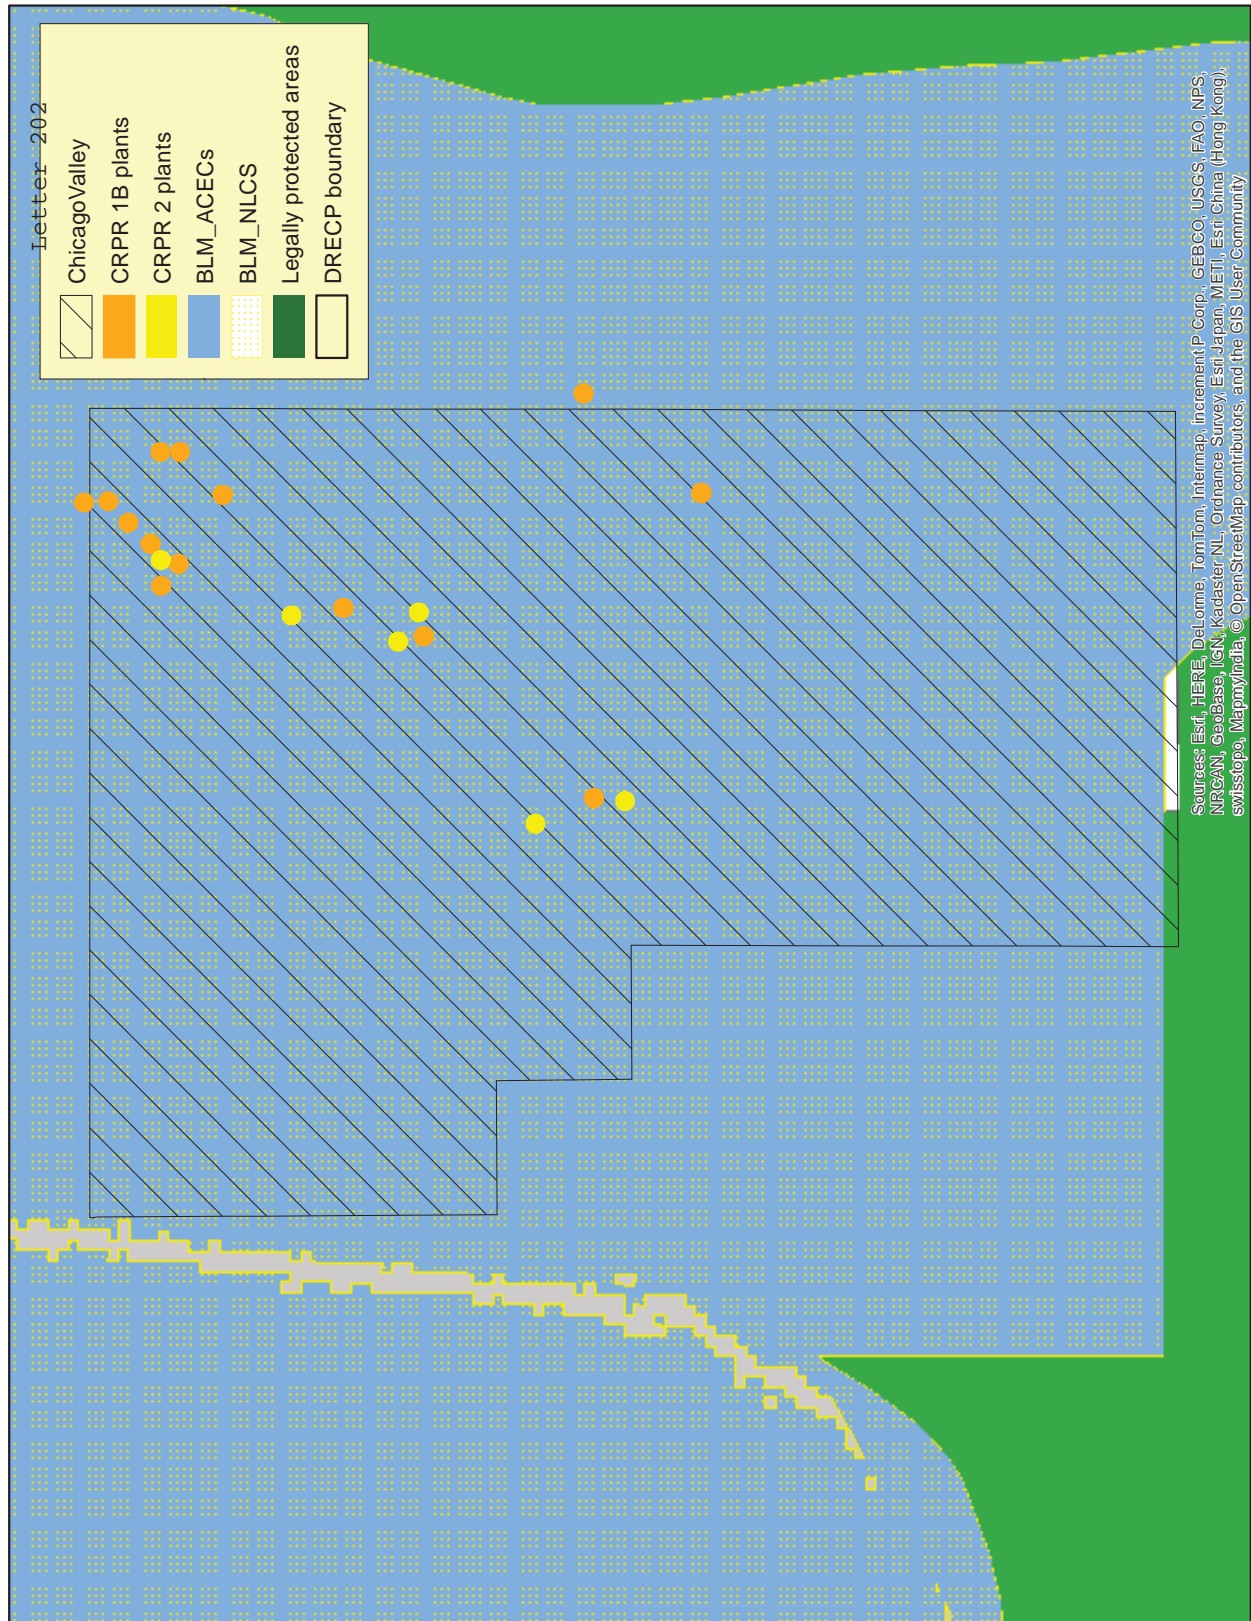 Letter 202
ChicagoValley
CRPR 1B plants
CRPR 2 plants
BLM_ACECs
BLM_NLCS
Legally protected areas
DRECP boundary
Sources: Esri, HERE, DeLorme, TomTom, Intermap, increment P Corp., GEBCO, USGS, FAO, NPS,
NRCAN, GeoBase, IGN, Kadaster NL, Ordnance Survey, Esri Japan, METI, Esri China (Hong Kong),
swisstopo, MapmyIndia, © OpenStreetMap contributors, and the GIS User Community